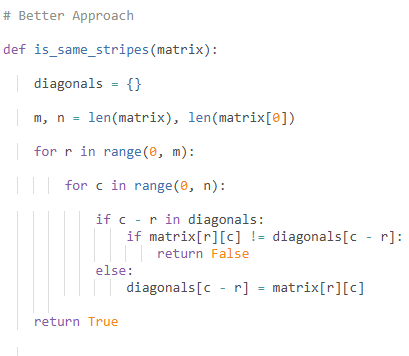 # Better Approach
def is_same_stripes(matrix):
diagonals = {}
m, n = len(matrix), len(matrix[0])
for r in range(0, m):
for c in range(0, n):
if c - r in diagonals:
if matrix[r][c] != diagonals[c - r]:
return False
else:
diagonals[c - r] = matrix[r][c]
return True